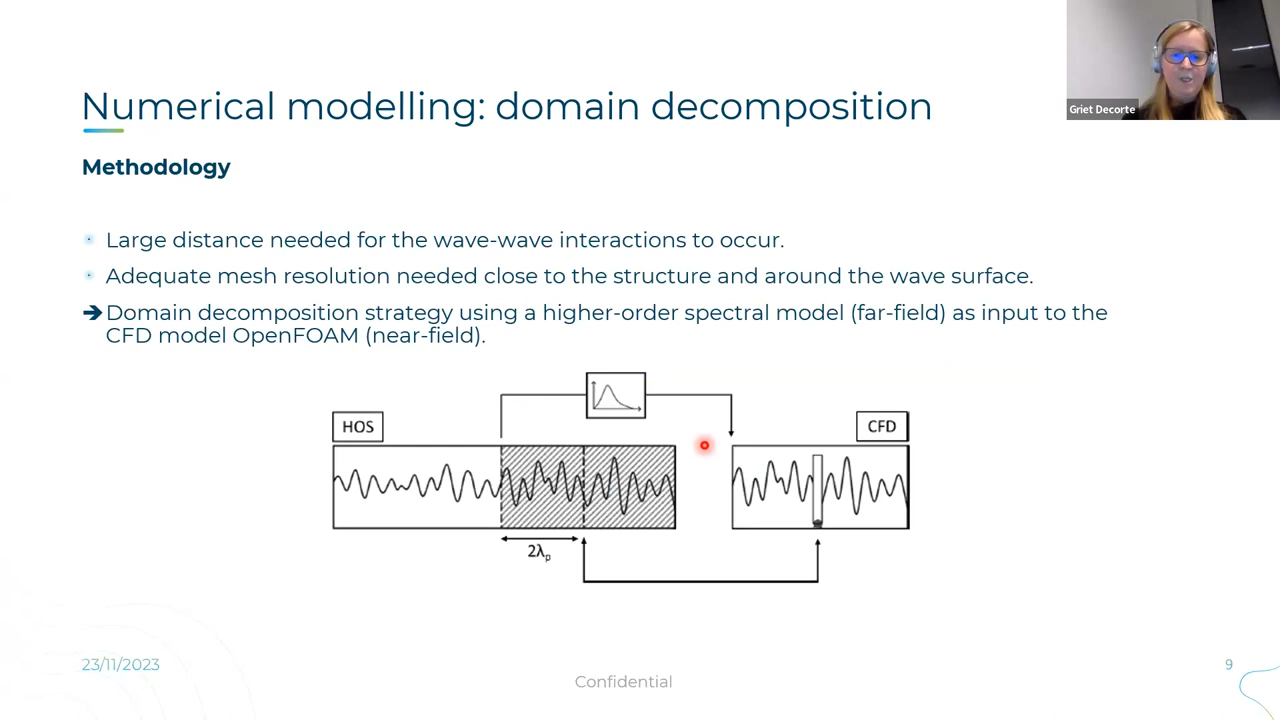 Griet Decorte
Numerical modelling: domain decomposition
Methodology
Large distance needed for the wave-wave interactions to occur.
Adequate mesh resolution needed close to the structure and around the wave surface.
➔ Domain decomposition strategy using a higher-order spectral model (far-field) as input to the
CFD model OpenFOAM (near-field).
HOS
CFD
2λp
23/11/2023
Confidential
9